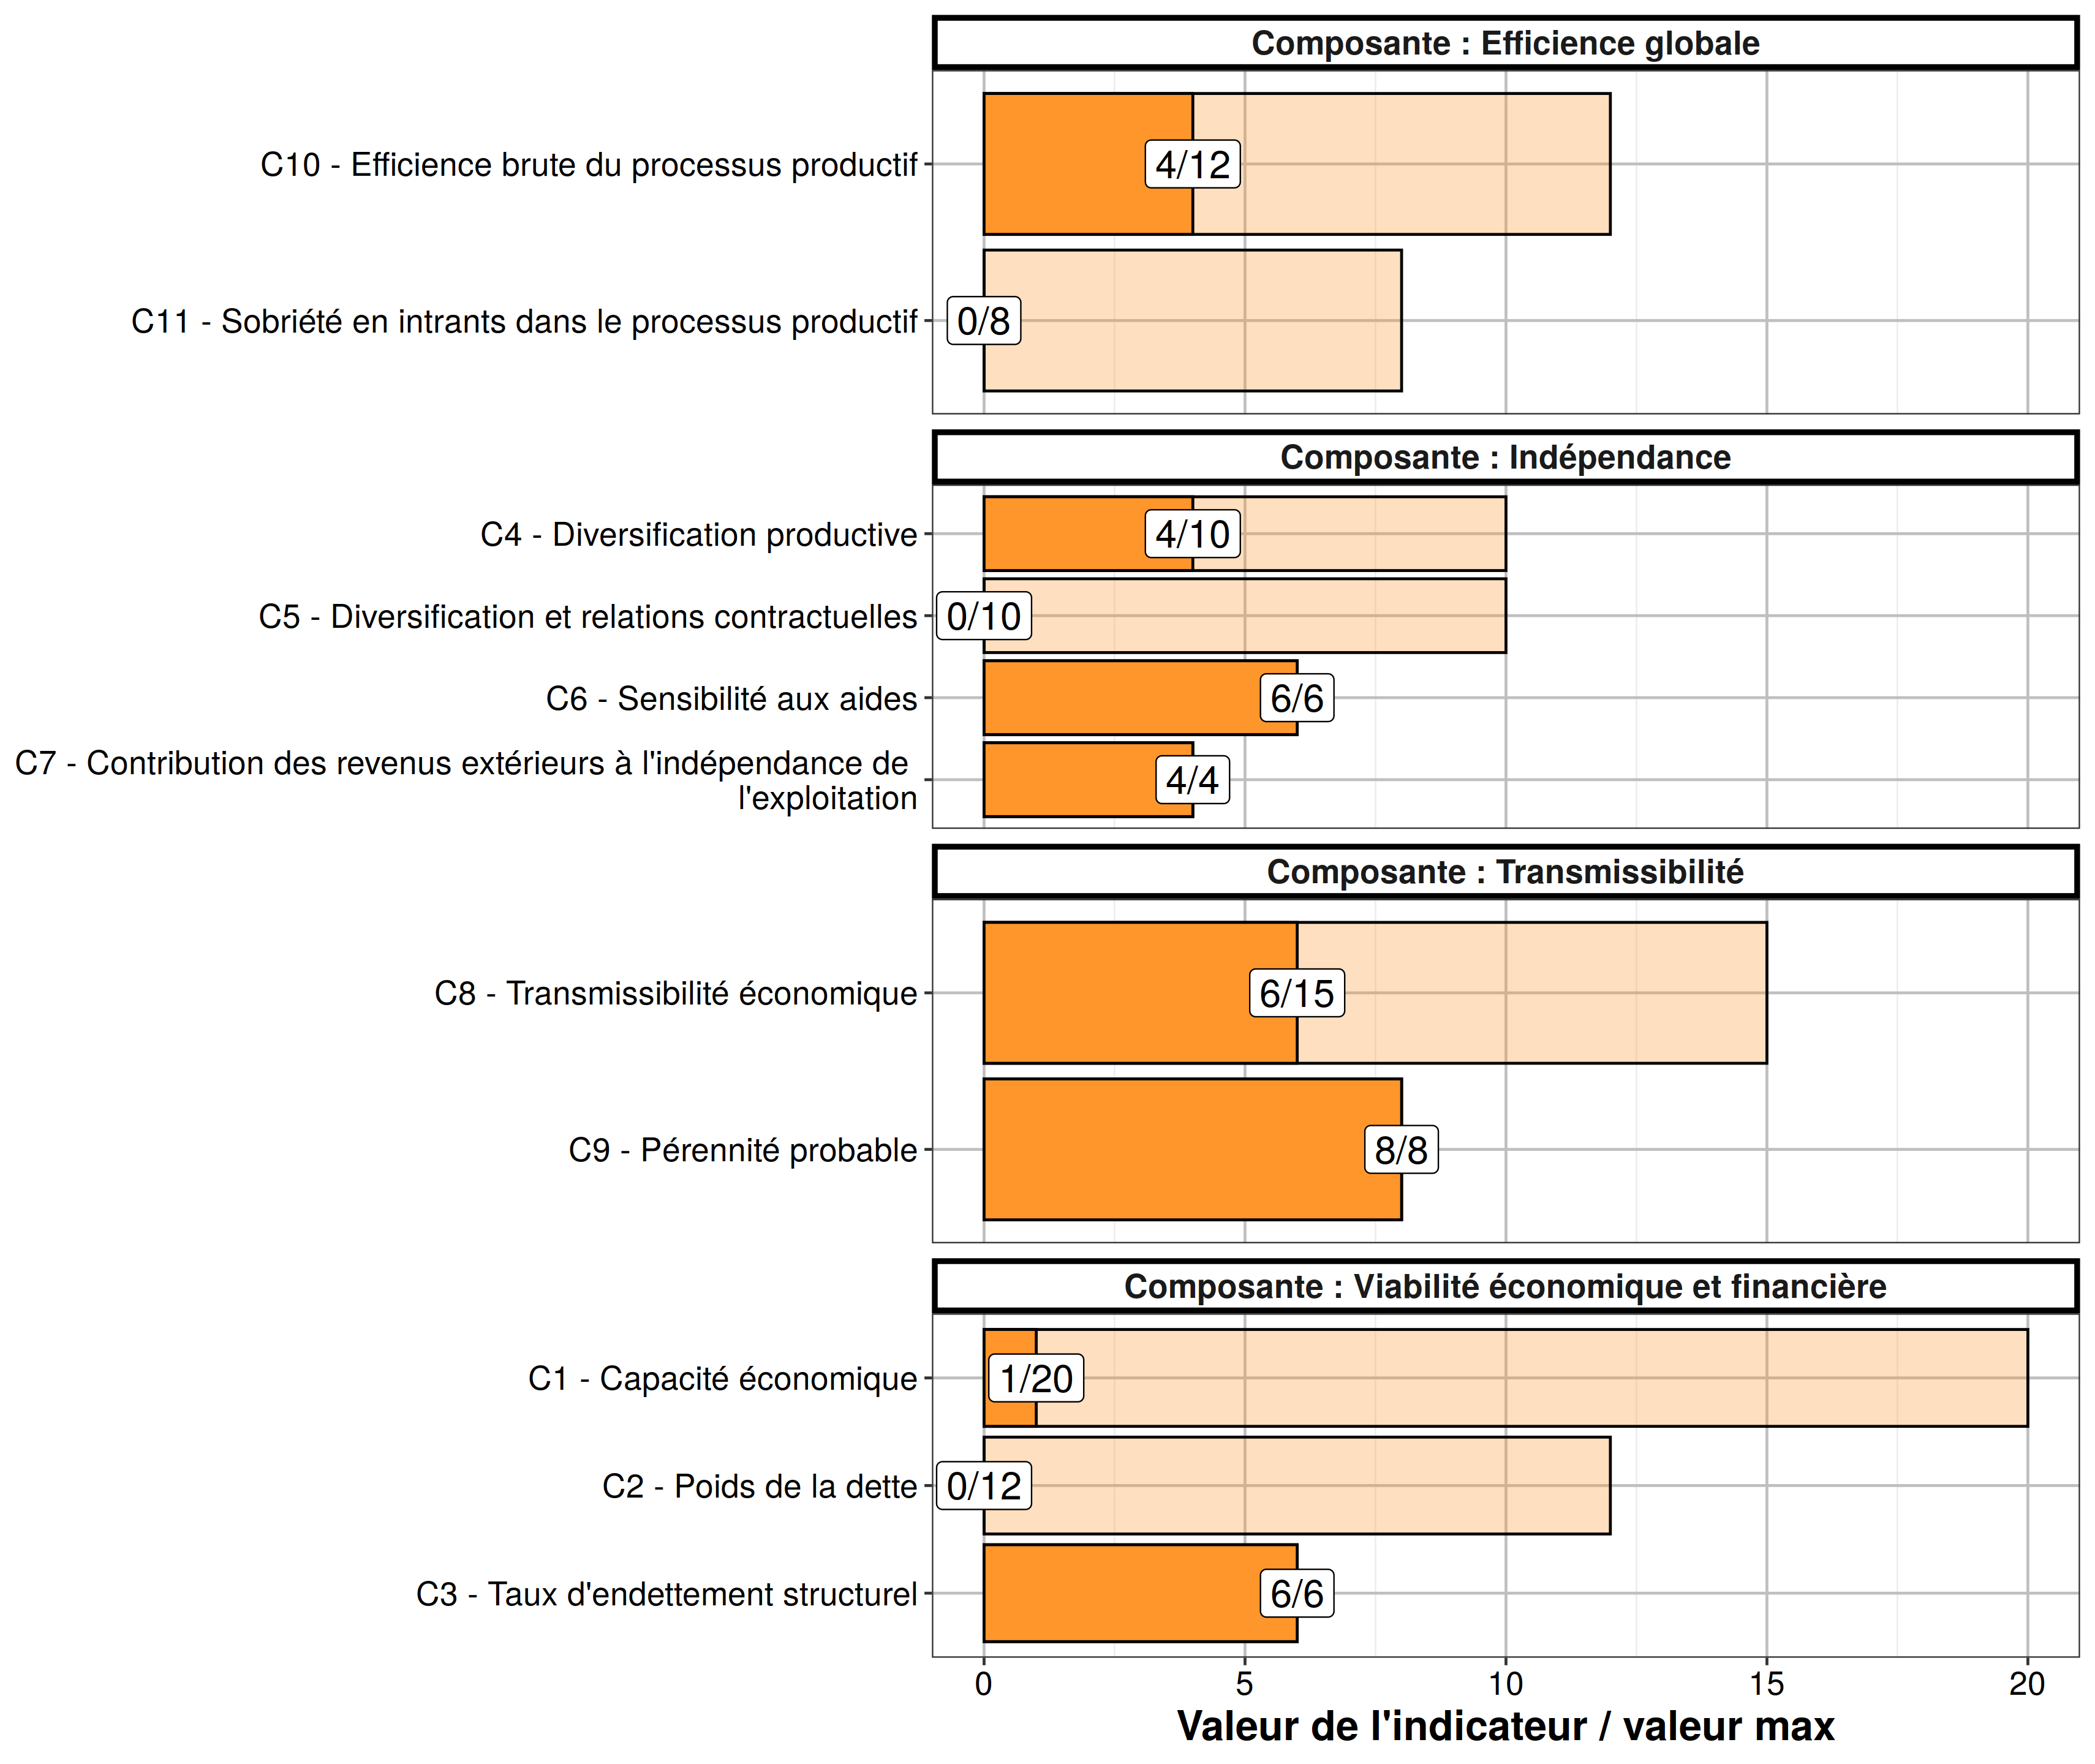 Composante : Efficience globale
C10 - Efficience brute du processus productif
4/12
C11 - Sobriété en intrants dans le processus productif
0/8
Composante : Indépendance
C4 - Diversification productive
4/10
C5 - Diversification et relations contractuelles
0/10
C6 - Sensibilité aux aides
6/6
C7 - Contribution des revenus extérieurs à l'indépendance de
l'exploitation
4/4
Composante : Transmissibilité
C8 - Transmissibilité économique
6/15
C9 - Pérennité probable
8/8
Composante : Viabilité économique et financière
C1 - Capacité économique
1/20
C2 - Poids de la dette
0/12
C3 - Taux d'endettement structurel
6/6
0 5 10 15 20
Valeur de l'indicateur / valeur max